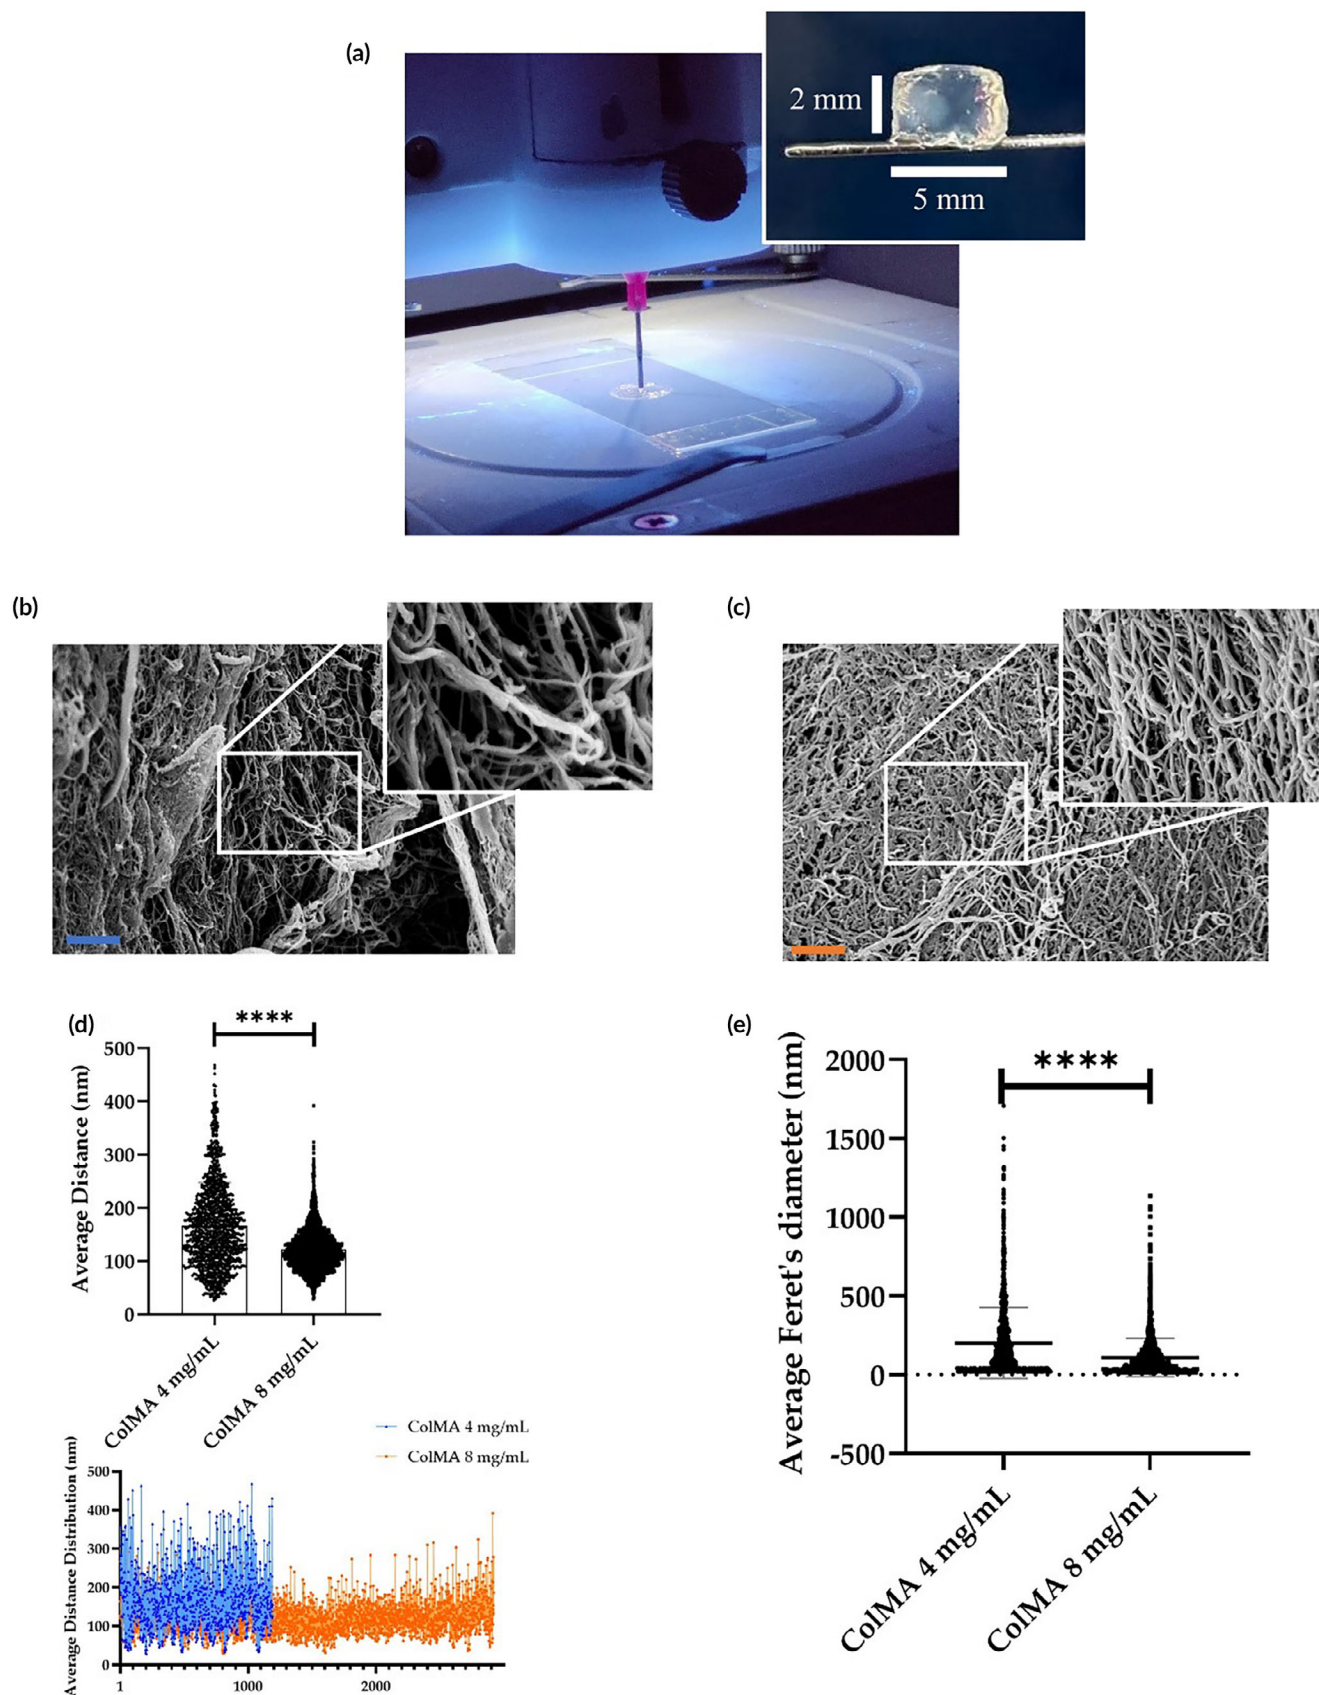 (a)
2 mm
5 mm
(b)
(c)
(d)
****
Average Distance (nm)
500
400
300
200
100
0
ColMA 4 mg/mL
ColMA 8 mg/mL
ColMA 4 mg/mL
ColMA 8 mg/mL
Average Distance Distribution (nm)
500
400
300
200
100
0
1
1000
2000
(e)
****
Average Feret's diameter (nm)
2000
1500
1000
500
0
-500
ColMA 4 mg/mL
ColMA 8 mg/mL